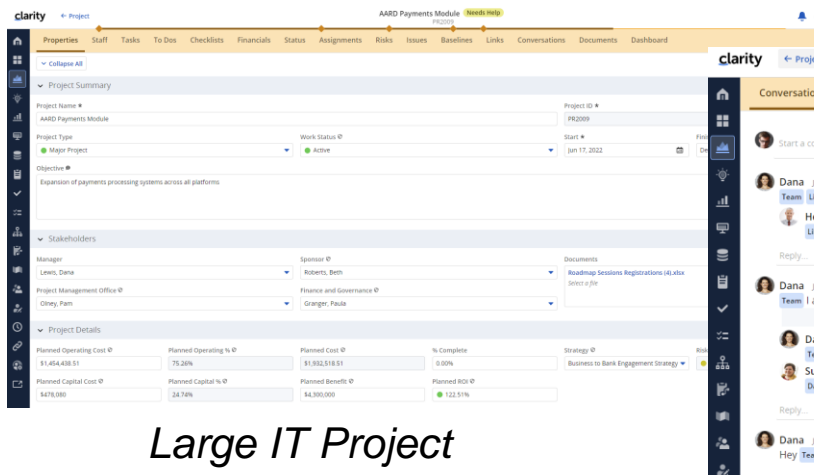 clarity ← Project AARD Payments Module Needs Help
PR2009
Properties Staff Tasks To Dos Checklists Financials Status Assignments Risks Issues Baselines Links Conversations Documents Dashboard
Collapse All
Project Summary
Project Name * Project ID *
AARD Payments Module PR2009
Project Type Work Status Start *
Major Project Active Jun 17, 2022
Objective
Expansion of payments processing systems across all platforms
Stakeholders
Manager Sponsor Documents
Lewis, Dana Roberts, Beth Roadmap Sessions Registrations (4).xlsx
Select a file
Project Management Office Finance and Governance
Olney, Pam Granger, Paula
Project Details
Planned Operating Cost Planned Operating % Planned Cost % Complete Strategy
$1,454,438.51 75.26% $1,932,518.51 0.00% Business to Bank Engagement Strategy
Planned Capital Cost Planned Capital % Planned Benefit Planned ROI
$478,080 24.74% $4,300,000 122.51%
Large IT Project
clarity ← Proje
Conversatio
Start a co
Dana
Team
Reply...
Dana
Team I a
Reply...
Dana
Hey Tea